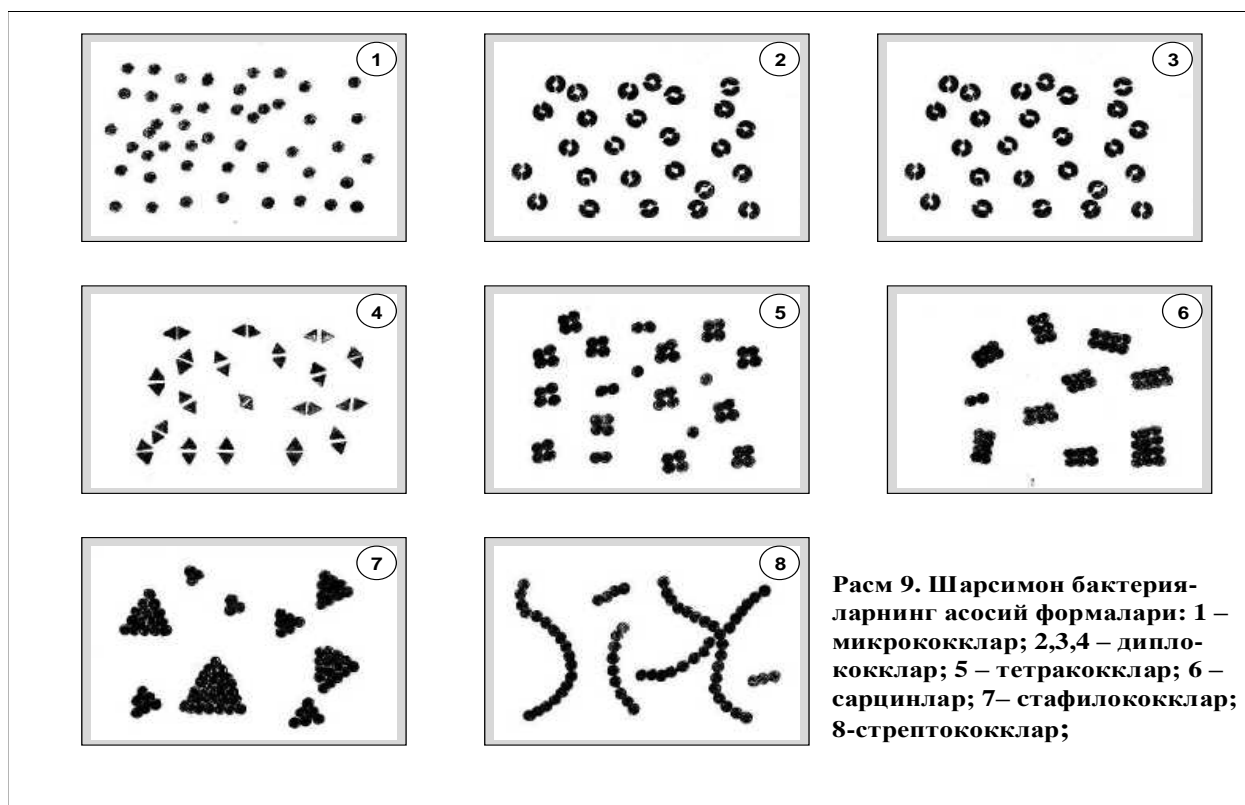 1
2
3
4
5
6
7
8
Расм 9. Шарсимон бактерия-
ларнинг асосий формалари: 1 –
микрококклар; 2,3,4 – дипло-
кокклар; 5 – тетракокклар; 6 –
сарцинлар; 7– стафилококклар;
8-стрептококклар;